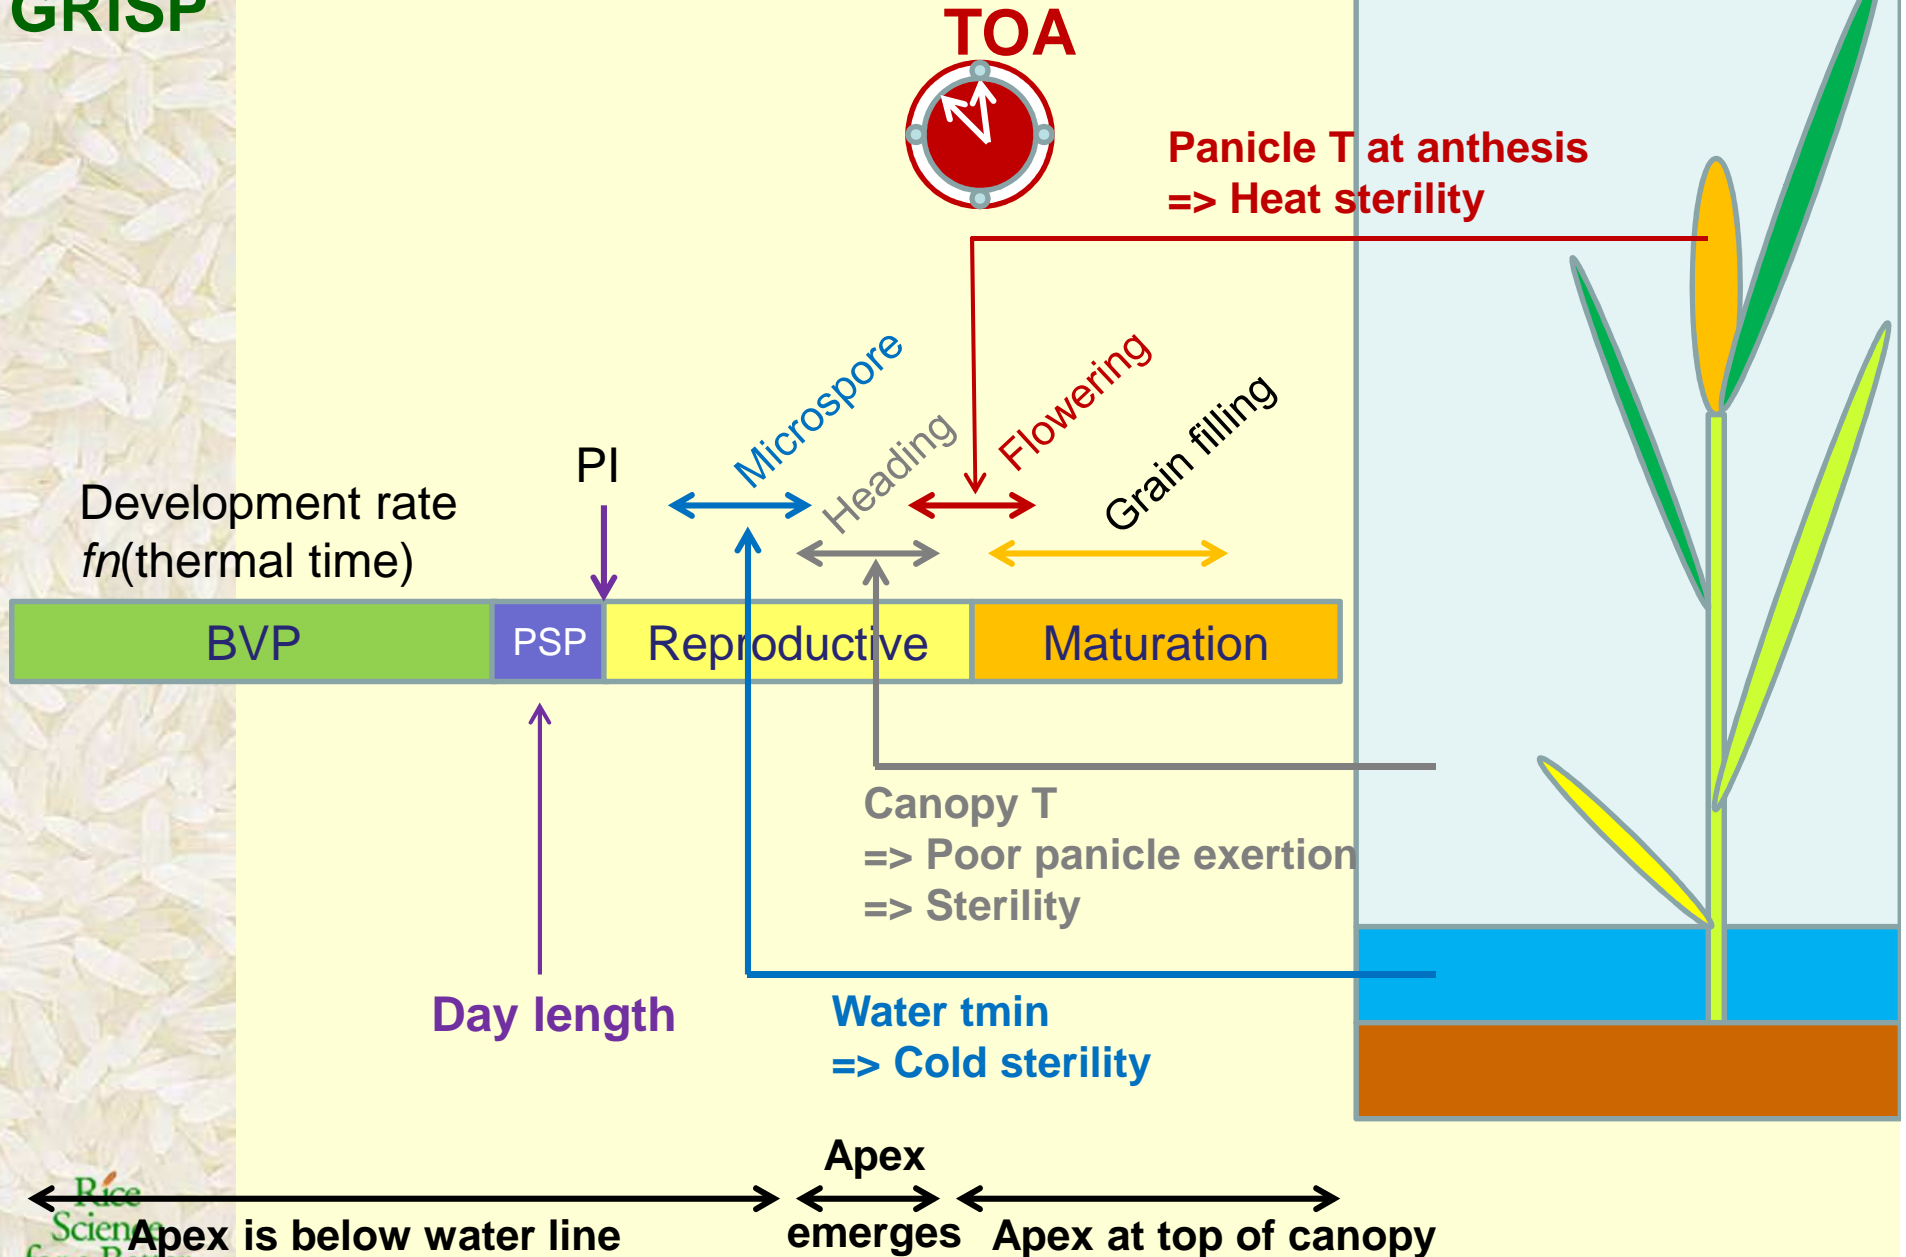 GRISP
TOA
Panicle T at anthesis
=> Heat sterility
Microspore
Heading
Flowering
Grain filling
PI
Development rate
fn(thermal time)
BVP
PSP
Reproductive
Maturation
Canopy T
=> Poor panicle exertion
=> Sterility
Day length
Water tmin
=> Cold sterility
Apex
emerges
Rice
Science
Apex is below water line
Apex at top of canopy
for a